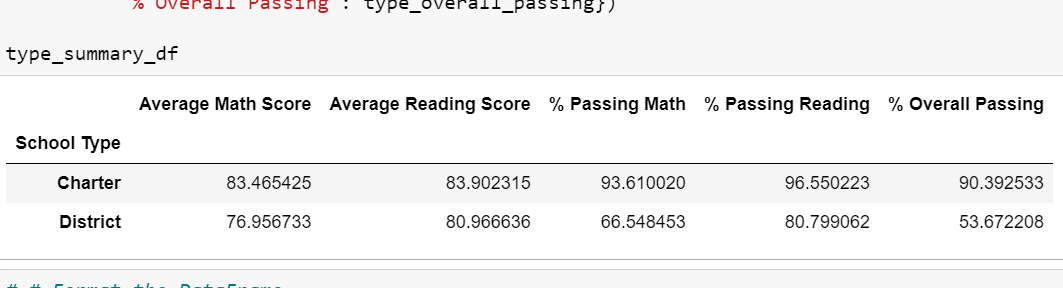 % Overall Passing": type_overall_passing})
type_summary_df
Average Math Score Average Reading Score % Passing Math % Passing Reading % Overall Passing
School Type
Charter 83.465425 83.902315 93.610020 96.550223 90.392533
District 76.956733 80.966636 66.548453 80.799062 53.672208
# # Format the DataFrame